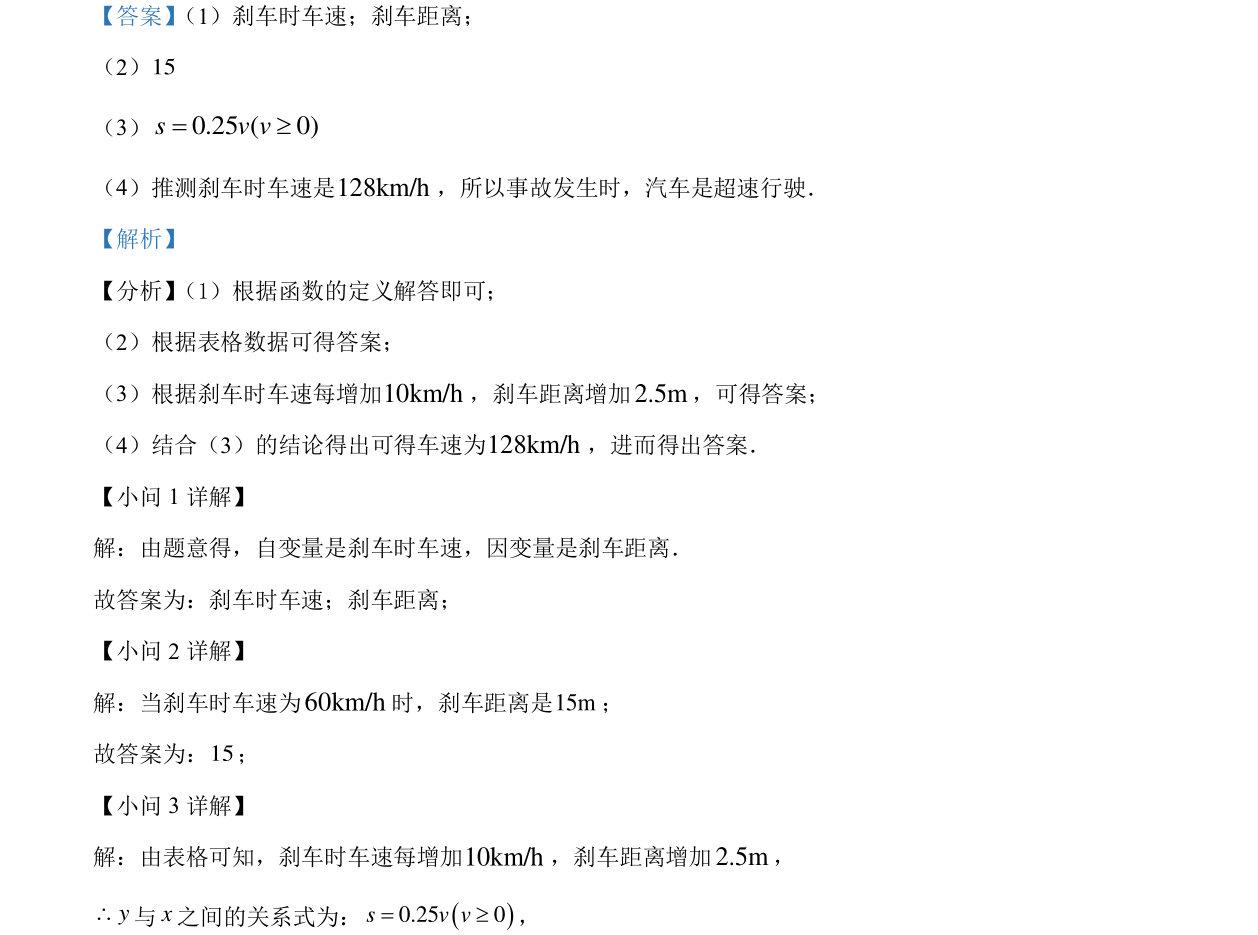 【答案】（1）刹车时车速；刹车距离；
（2）15
（3）s = 0.25v(v ≥ 0)
（4）推测刹车时车速是128km/h，所以事故发生时，汽车是超速行驶．
【解析】
【分析】（1）根据函数的定义解答即可；
（2）根据表格数据可得答案；
（3）根据刹车时车速每增加10km/h，刹车距离增加2.5m，可得答案；
（4）结合（3）的结论得出可得车速为128km/h，进而得出答案．
【小问 1 详解】
解：由题意得，自变量是刹车时车速，因变量是刹车距离．
故答案为：刹车时车速；刹车距离；
【小问 2 详解】
解：当刹车时车速为60km/h时，刹车距离是15m；
故答案为：15；
【小问 3 详解】
解：由表格可知，刹车时车速每增加10km/h，刹车距离增加2.5m，
∴y与x之间的关系式为：s = 0.25v(v ≥ 0)，